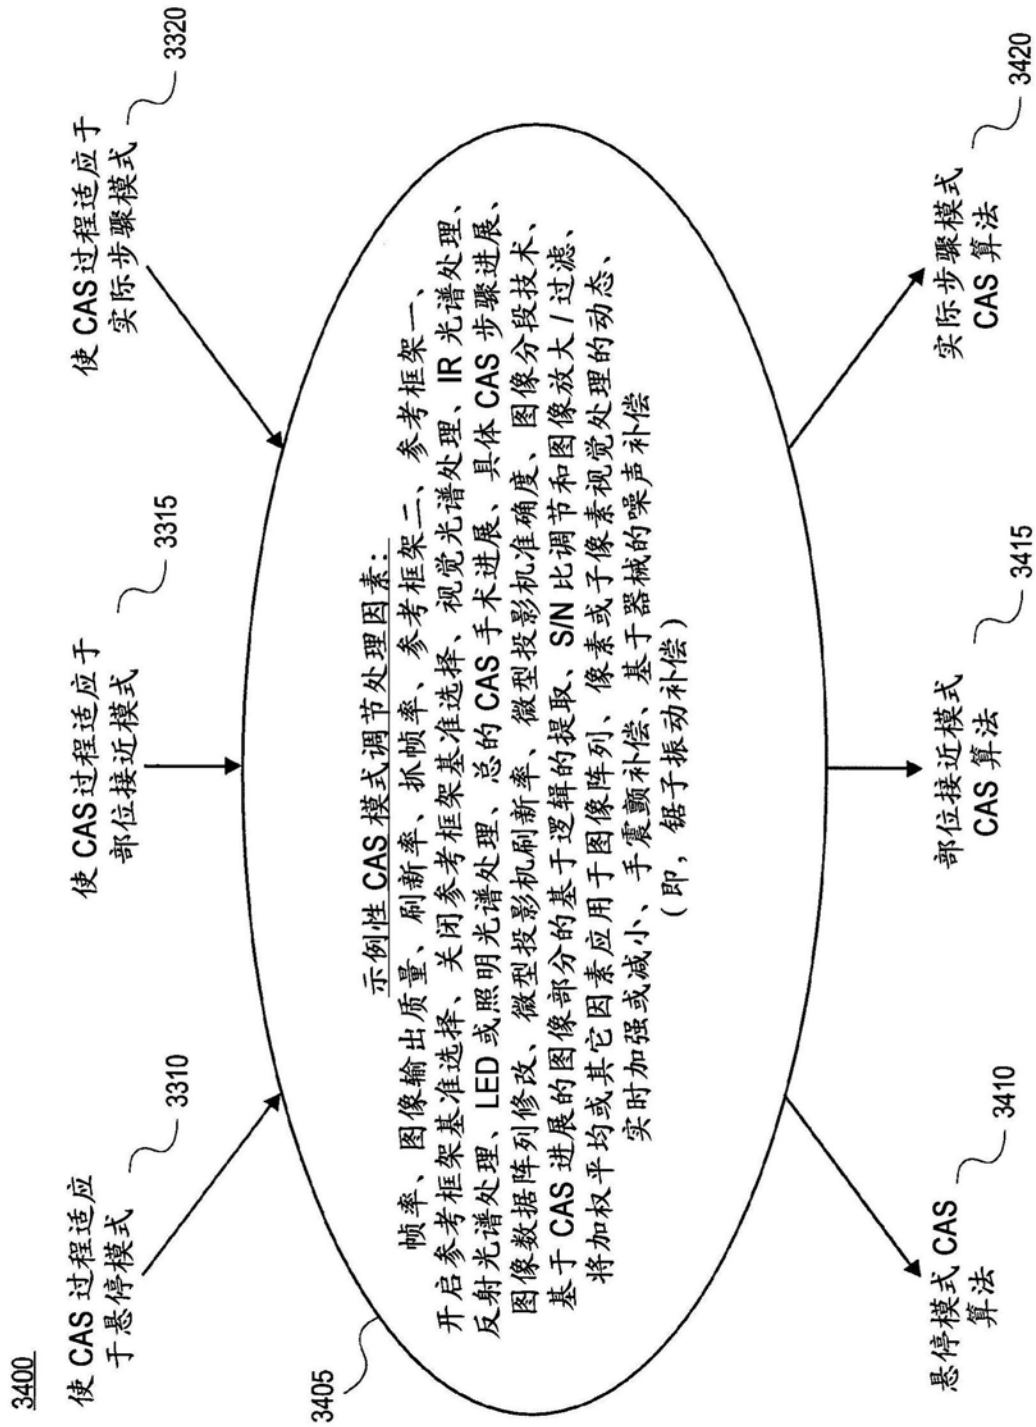 3400
使 CAS 过程适应
于悬停模式
3310
使 CAS 过程适应于
部位接近模式
3315
使 CAS 过程适应于
实际步骤模式
3320
3405
示例性 CAS 模式调节处理因素：
帧率、图像输出质量、刷新率、抓帧率、参考框架二、参考框架一、
开启参考框架基准选择、关闭参考框架基准选择、视觉光谱处理、IR 光谱处理、
反射光谱处理、LED 或照明光谱处理、总的 CAS 手术进展、具体 CAS 步骤进展、
图像数据阵列修改、微型投影机刷新率、微型投影机准确度、图像分段技术、
基于 CAS 进展的图像部分的基于逻辑的提取、S/N 比调节和图像放大 / 过滤、
将加权平均或其它因素应用于图像阵列、像素或子像素视觉处理的动态、
实时加强或减小、手震颤补偿、基于器械的噪声补偿
（即，锯子振动补偿）
悬停模式 CAS
算法
3410
部位接近模式
CAS 算法
3415
实际步骤模式
CAS 算法
3420